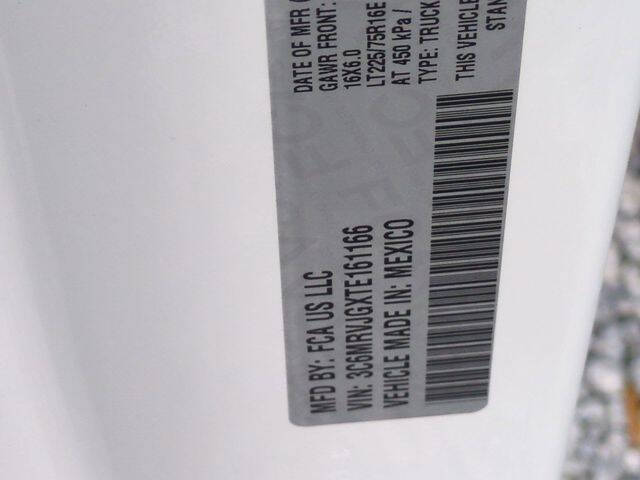 MFD BY: FCA US LLC
DATE OF MFR
GAWR FRONT:
16X6.0
LT225/75R16E
AT 450 kPa /
VIN: 3C6MRVJGXTE161166
TYPE: TRUCK
VEHICLE MADE IN: MEXICO
THIS VEHICLE
STAN